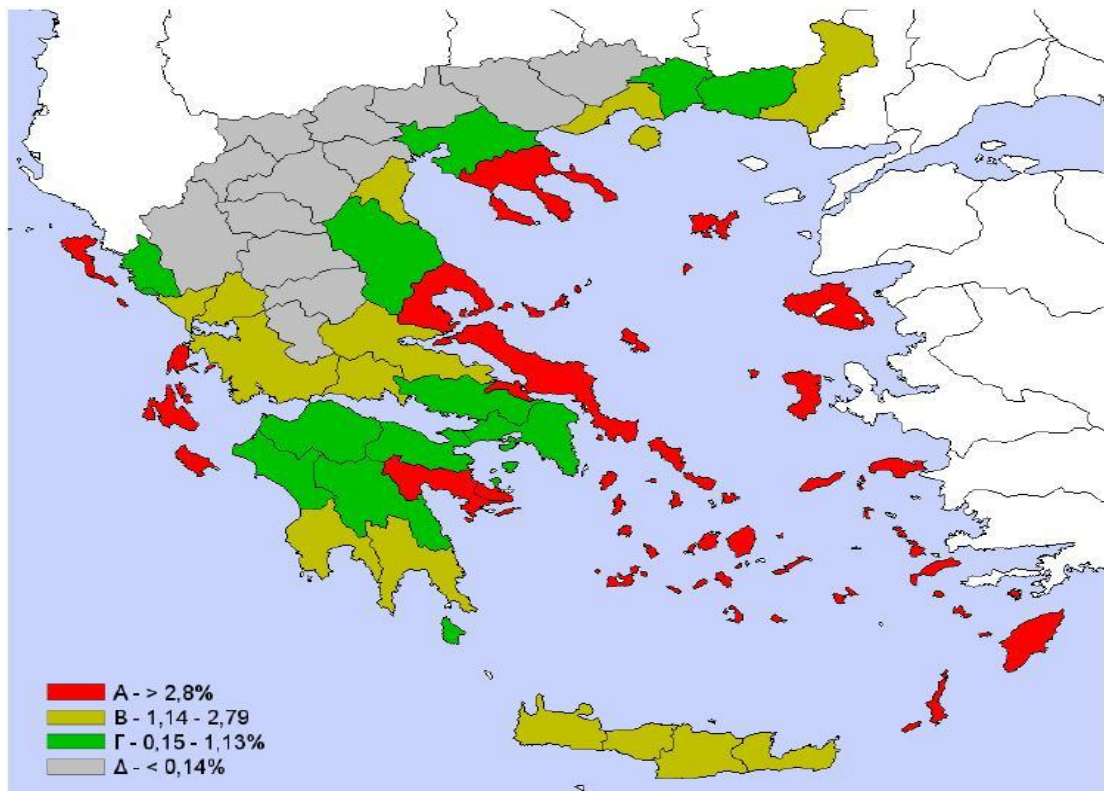 Α - > 2,8%
Β - 1,14 - 2,79
Γ - 0,15 - 1,13%
Δ - < 0,14%